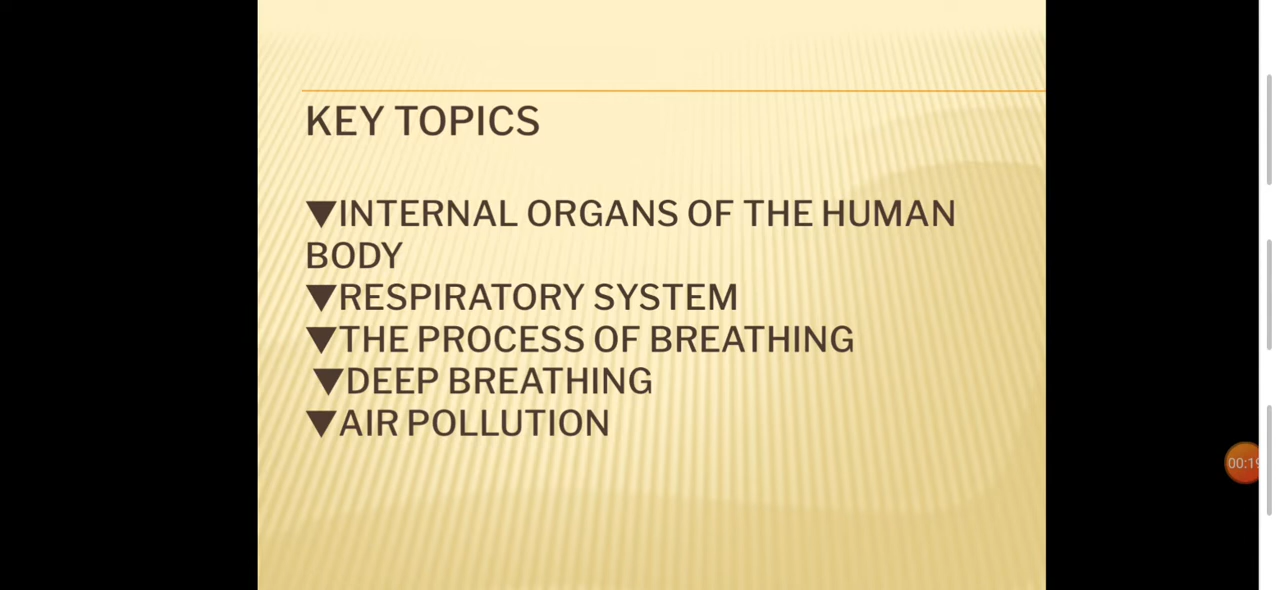 KEY TOPICS
▼INTERNAL ORGANS OF THE HUMAN
BODY
▼RESPIRATORY SYSTEM
▼THE PROCESS OF BREATHING
▼DEEP BREATHING
▼AIR POLLUTION
00:19